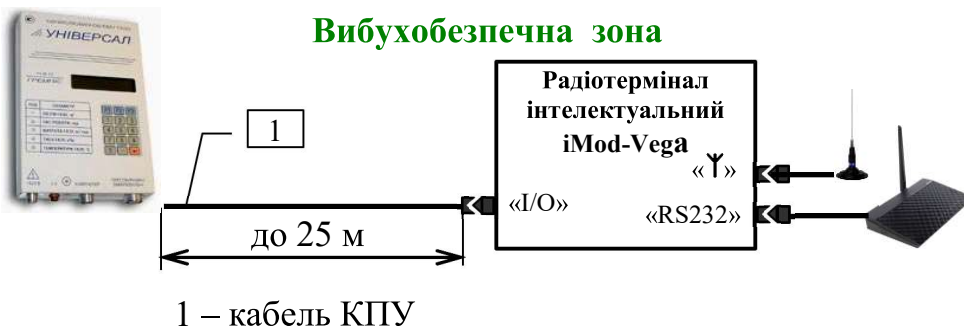 УНІВЕРСАЛ
Вибухобезпечна зона
Радіотермінал
інтелектуальний
iMod-Vega
«Y»
1
«I/O»
«RS232»
до 25 м
1 – кабель КПУ